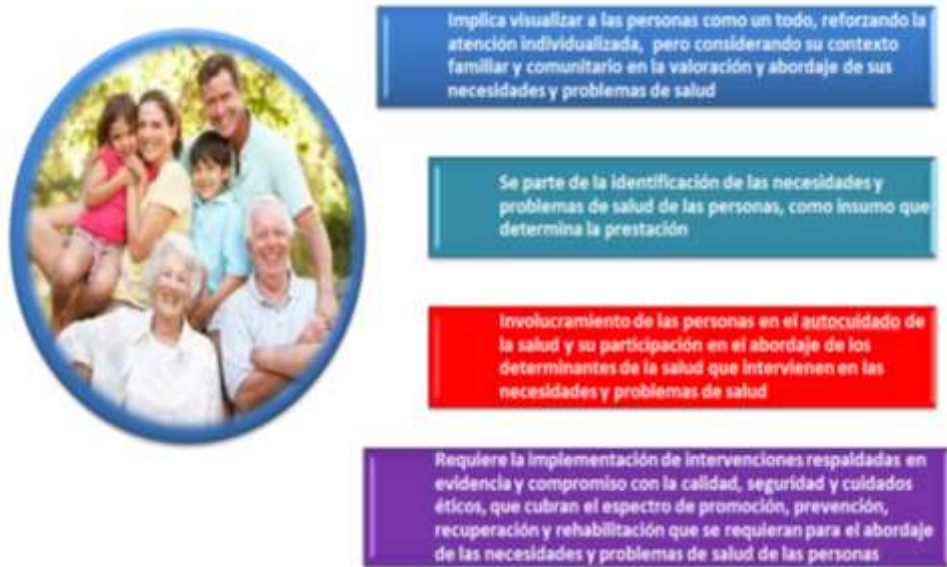 Implica visualizar a las personas como un todo, reforzando la
atención individualizada, pero considerando su contexto
familiar y comunitario en la valoración y abordaje de sus
necesidades y problemas de salud
Se parte de la identificación de las necesidades y
problemas de salud de las personas, como insumo que
determina la prestación
Involucramiento de las personas en el autocuidado de
la salud y su participación en el abordaje de los
determinantes de la salud que intervienen en las
necesidades y problemas de salud
Requiere la implementación de intervenciones respaldadas en
evidencia y compromiso con la calidad, seguridad y cuidados
éticos, que cubran el espectro de promoción, prevención,
recuperación y rehabilitación que se requieran para el abordaje
de las necesidades y problemas de salud de las personas